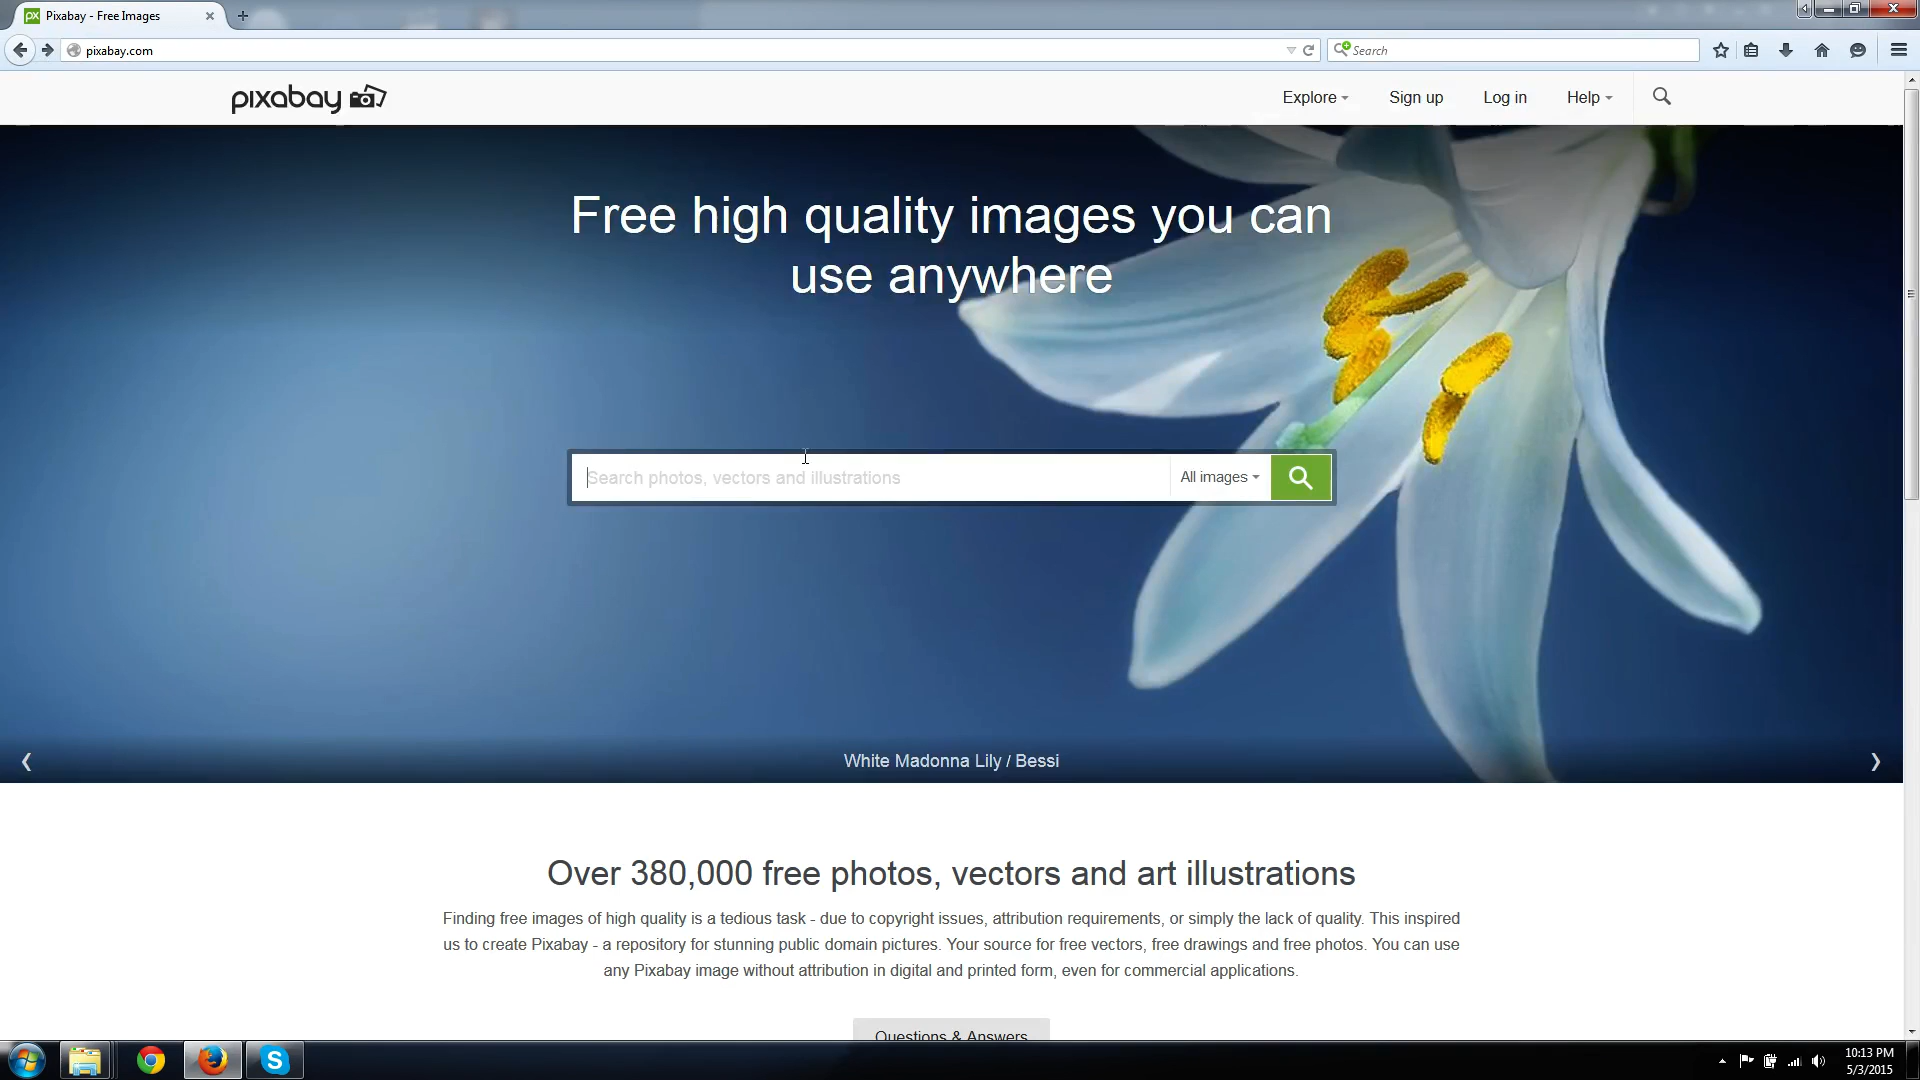 Pixabay - Free Images
pixabay.com
Search
pixabay
Explore
Sign up
Log in
Help
Free high quality images you can
use anywhere
Search photos, vectors and illustrations
All images
White Madonna Lily / Bessi
Over 380,000 free photos, vectors and art illustrations
Finding free images of high quality is a tedious task - due to copyright issues, attribution requirements, or simply the lack of quality. This inspired
us to create Pixabay - a repository for stunning public domain pictures. Your source for free vectors, free drawings and free photos. You can use
any Pixabay image without attribution in digital and printed form, even for commercial applications.
Questions & Answers
10:13 PM
5/3/2015